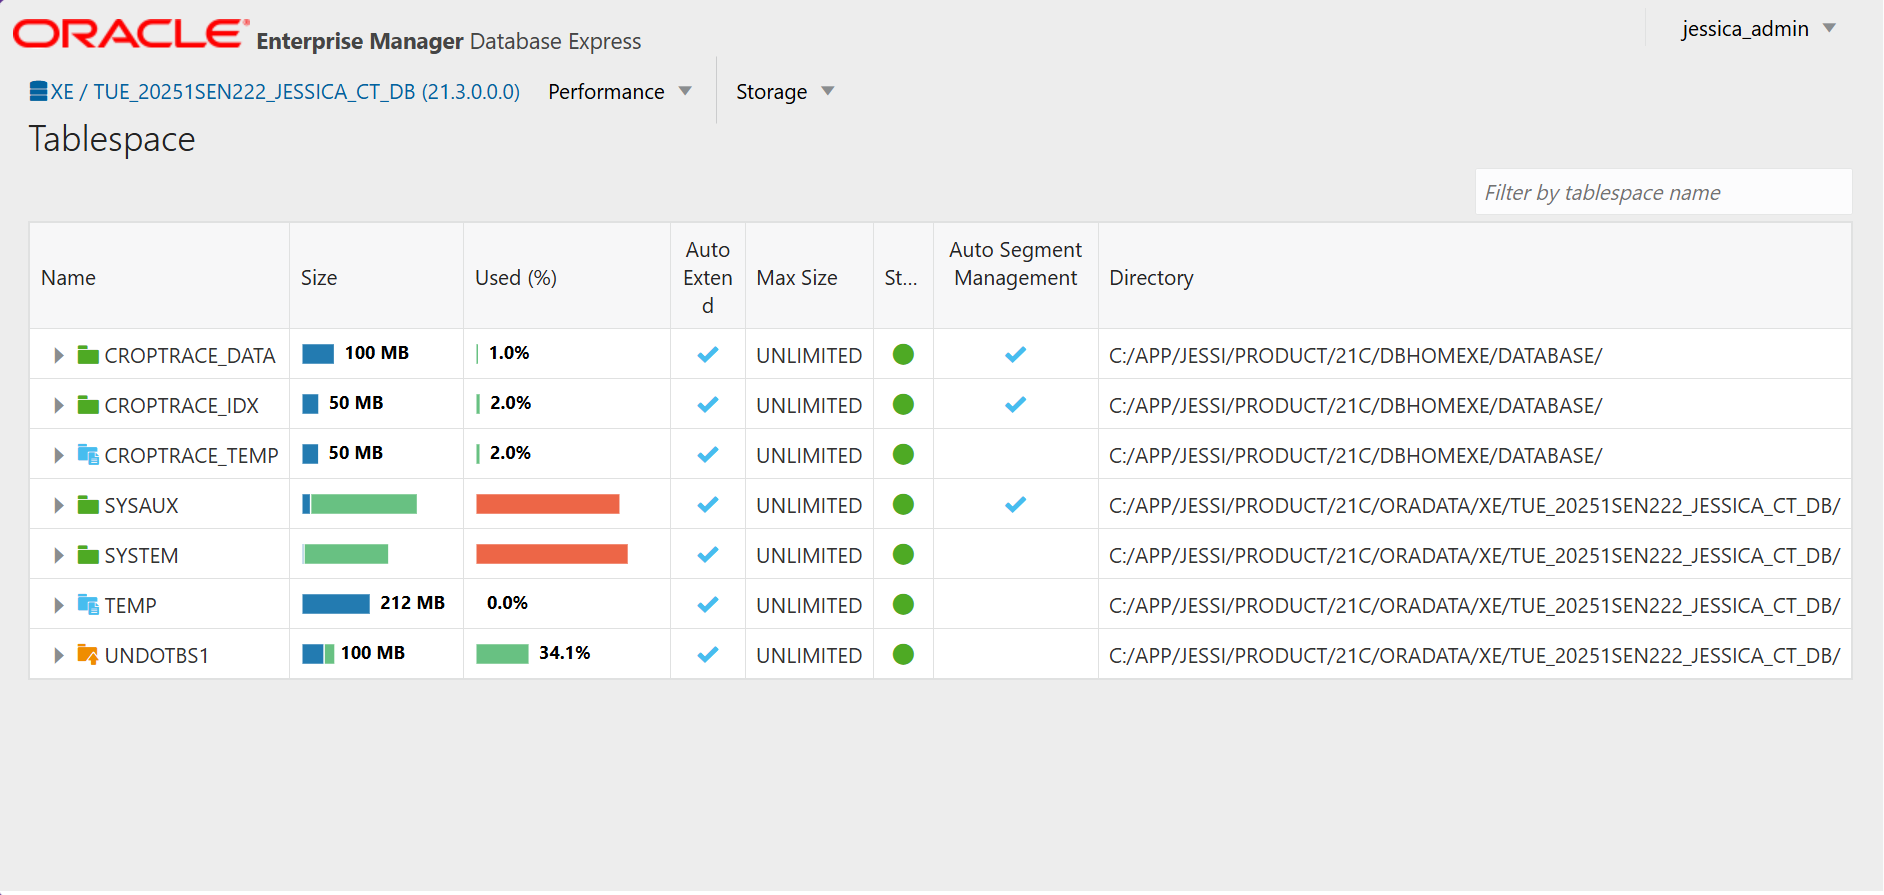 ORACLE® Enterprise Manager Database Express
jessica_admin
XE / TUE_20251SEN222_JESSICA_CT_DB (21.3.0.0.0) Performance Storage
Tablespace
Filter by tablespace name
Name Size Used (%) Auto Extend Max Size St... Auto Segment Management Directory
CROPTRACE_DATA 100 MB 1.0% UNLIMITED C:/APP/JESSI/PRODUCT/21C/DBHOMEXE/DATABASE/
CROPTRACE_IDX 50 MB 2.0% UNLIMITED C:/APP/JESSI/PRODUCT/21C/DBHOMEXE/DATABASE/
CROPTRACE_TEMP 50 MB 2.0% UNLIMITED C:/APP/JESSI/PRODUCT/21C/DBHOMEXE/DATABASE/
SYSAUX UNLIMITED C:/APP/JESSI/PRODUCT/21C/ORADATA/XE/TUE_20251SEN222_JESSICA_CT_DB/
SYSTEM UNLIMITED C:/APP/JESSI/PRODUCT/21C/ORADATA/XE/TUE_20251SEN222_JESSICA_CT_DB/
TEMP 212 MB 0.0% UNLIMITED C:/APP/JESSI/PRODUCT/21C/ORADATA/XE/TUE_20251SEN222_JESSICA_CT_DB/
UNDOTBS1 100 MB 34.1% UNLIMITED C:/APP/JESSI/PRODUCT/21C/ORADATA/XE/TUE_20251SEN222_JESSICA_CT_DB/